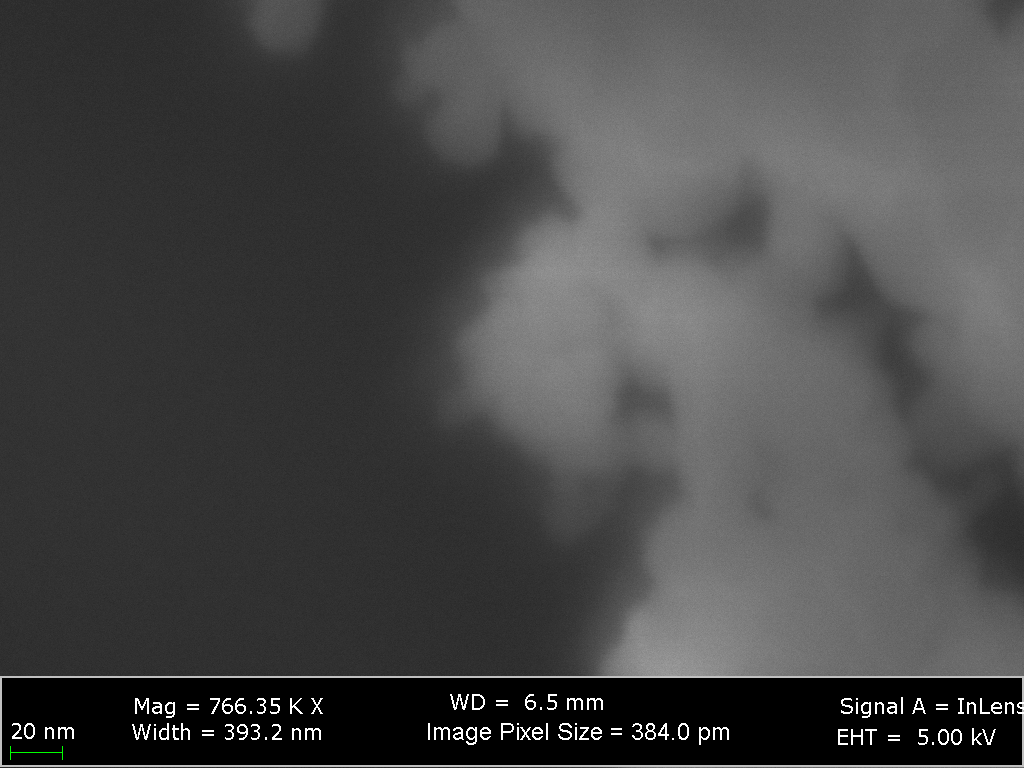 Mag = 766.35 K X
WD = 6.5 mm
Signal A = InLens
20 nm
Width = 393.2 nm
Image Pixel Size = 384.0 pm
EHT = 5.00 kV